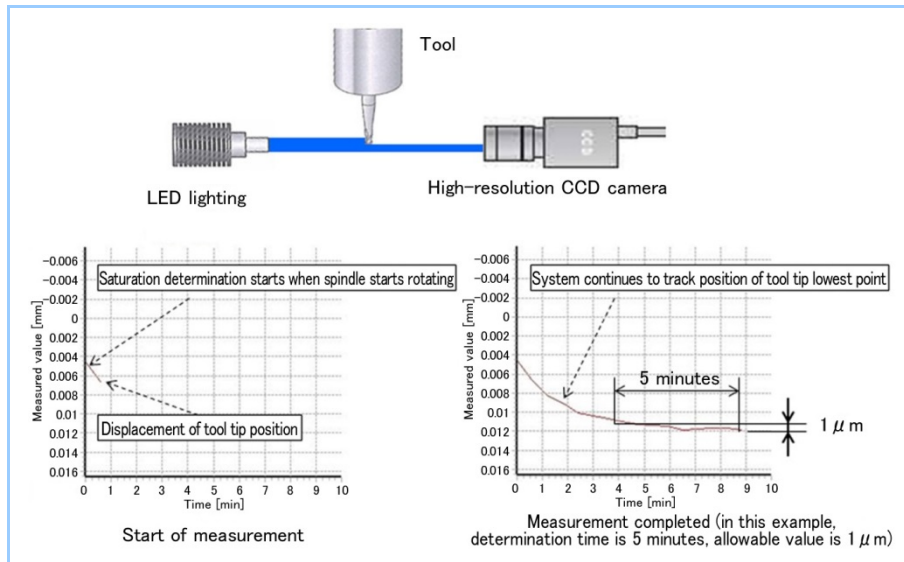 Tool
LED lighting
High-resolution CCD camera
CCD
Measured value [mm]
-0.006
-0.004
-0.002
0
0.002
0.004
0.006
0.008
0.01
0.012
0.014
0.016
Saturation determination starts when spindle starts rotating
Displacement of tool tip position
0 1 2 3 4 5 6 7 8 9 10
Time [min]
Start of measurement
Measured value [mm]
-0.006
-0.004
-0.002
0
0.002
0.004
0.006
0.008
0.01
0.012
0.014
0.016
System continues to track position of tool tip lowest point
5 minutes
1 μm
0 1 2 3 4 5 6 7 8 9 10
Time [min]
Measurement completed (in this example,
determination time is 5 minutes, allowable value is 1 μm)